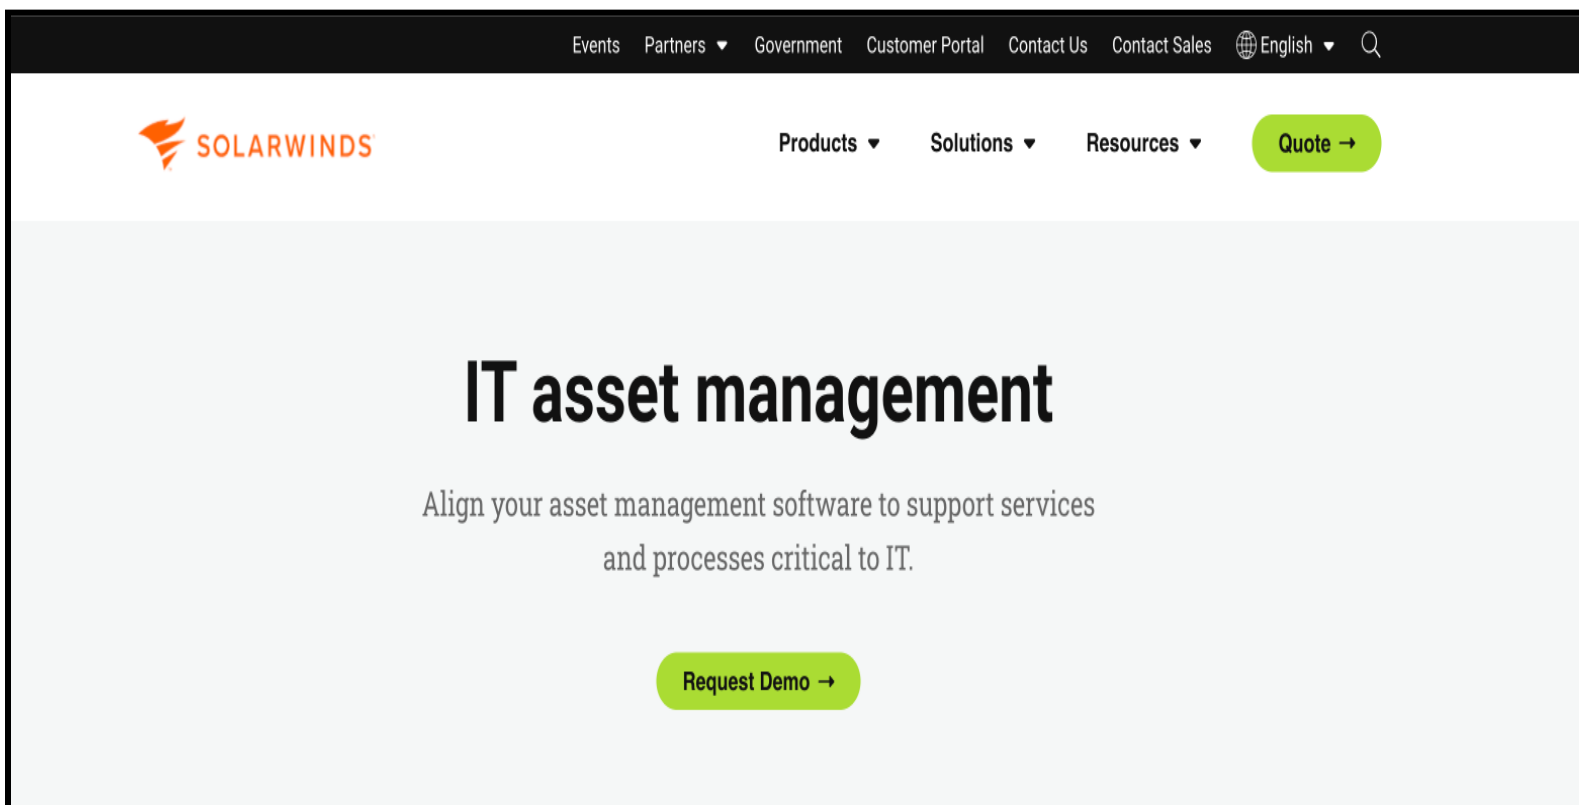 Events Partners Government Customer Portal Contact Us Contact Sales English
SOLARWINDS Products Solutions Resources Quote →
IT asset management
Align your asset management software to support services
and processes critical to IT.
Request Demo →